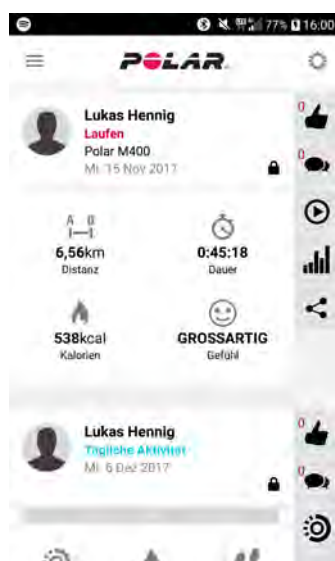 77% 16:00
POLAR
Lukas Hennig
Laufen
Polar M400
Mi. 15 Nov 2017
0
0
A B
6,56km
Distanz
0:45:18
Dauer
538kcal
Kalorien
GROSSARTIG
Gefühl
Lukas Hennig
Tägliche Aktivität
Mi. 6 Dez 2017
0
0